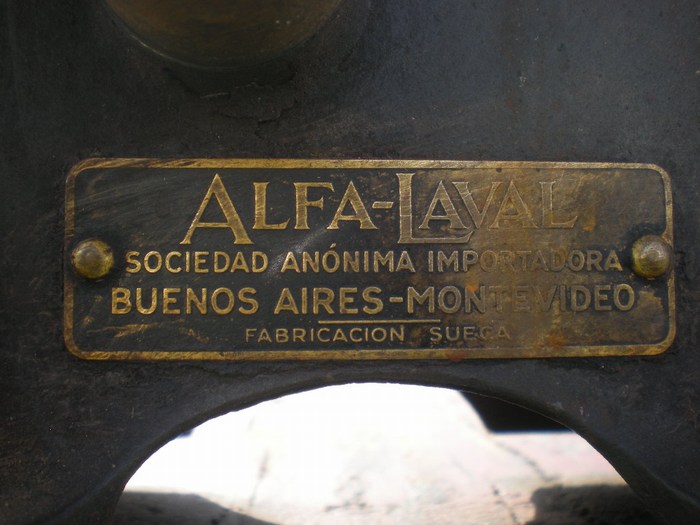 ALFA-LAVAL
SOCIEDAD ANÓNIMA IMPORTADORA
BUENOS AIRES-MONTEVIDEO
FABRICACION SUECA